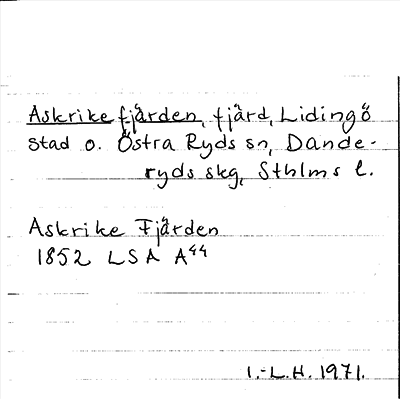 Askrikefjärden, fjärd, Lidingö
stad o. Östra Ryds sn, Dande-
ryds skg, Sthlms l.
Askrike Fjärden
1852 LSA A44
I.-L.H. 1971.